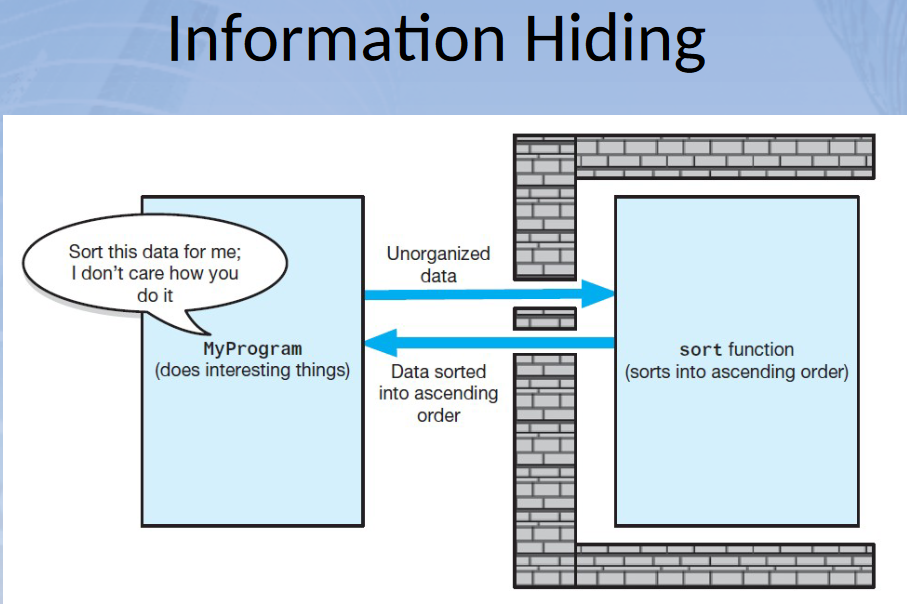 Information Hiding
Sort this data for me;
I don't care how you
do it
MyProgram
(does interesting things)
Unorganized
data
Data sorted
into ascending
order
sort function
(sorts into ascending order)